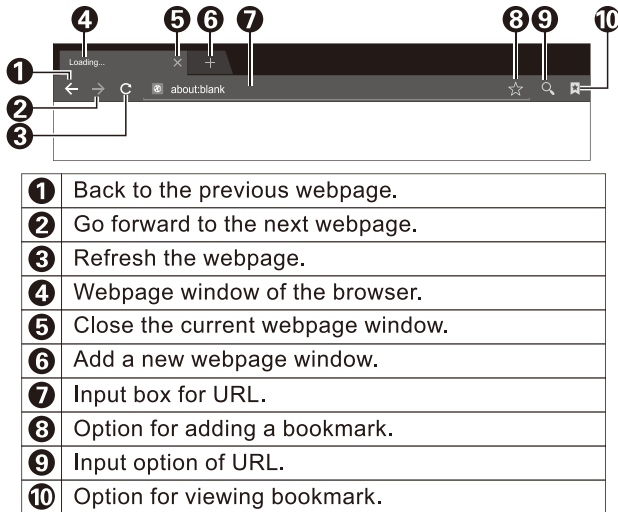 4 5 6 7 8 9 10
Loading...
1
about:blank
2
3
1 Back to the previous webpage.
2 Go forward to the next webpage.
3 Refresh the webpage.
4 Webpage window of the browser.
5 Close the current webpage window.
6 Add a new webpage window.
7 Input box for URL.
8 Option for adding a bookmark.
9 Input option of URL.
10 Option for viewing bookmark.